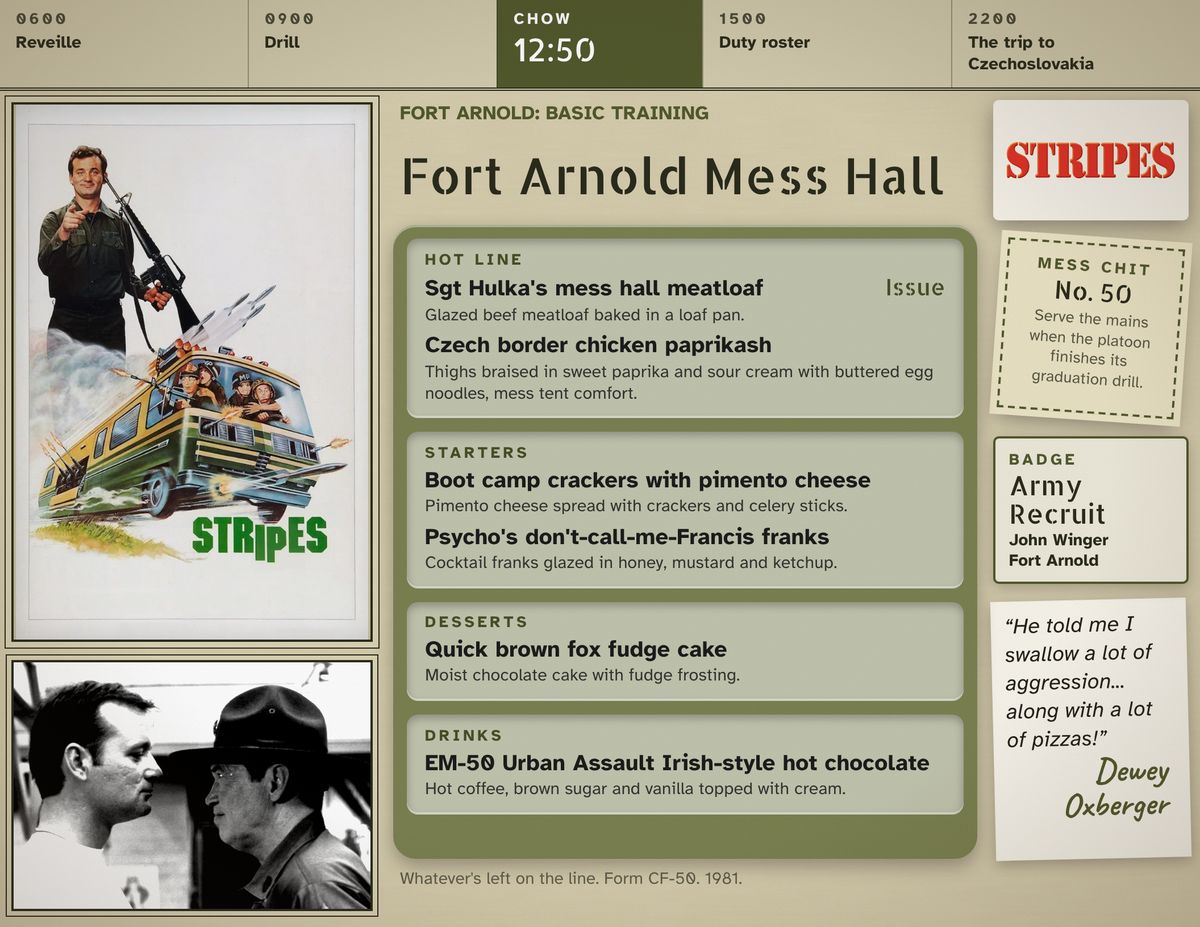 0600
Reveille
0900
Drill
CHOW
12:50
1500
Duty roster
2200
The trip to
Czechoslovakia
STRIPES
FORT ARNOLD: BASIC TRAINING
Fort Arnold Mess Hall
HOT LINE
Sgt Hulka's mess hall meatloaf
Issue
Glazed beef meatloaf baked in a loaf pan.
Czech border chicken paprikash
Thighs braised in sweet paprika and sour cream with buttered egg
noodles, mess tent comfort.
STARTERS
Boot camp crackers with pimento cheese
Pimento cheese spread with crackers and celery sticks.
Psycho's don't-call-me-Francis franks
Cocktail franks glazed in honey, mustard and ketchup.
DESSERTS
Quick brown fox fudge cake
Moist chocolate cake with fudge frosting.
DRINKS
EM-50 Urban Assault Irish-style hot chocolate
Hot coffee, brown sugar and vanilla topped with cream.
Whatever's left on the line. Form CF-50. 1981.
STRIPES
MESS CHIT
No. 50
Serve the mains
when the platoon
finishes its
graduation drill.
BADGE
Army
Recruit
John Winger
Fort Arnold
“He told me I
swallow a lot of
aggression...
along with a lot
of pizzas!”
Dewey
Oxberger